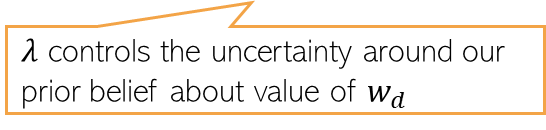 λ controls the uncertainty around our
prior belief about value of w_d